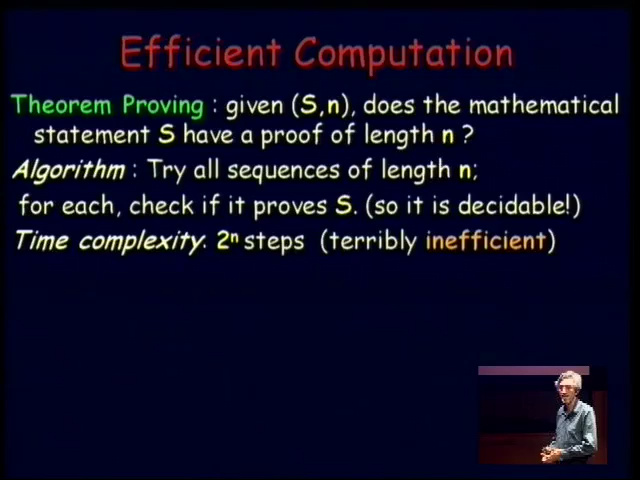 Efficient Computation
Theorem Proving : given (S,n), does the mathematical
statement S have a proof of length n ?
Algorithm : Try all sequences of length n;
for each, check if it proves S. (so it is decidable!)
Time complexity: 2ⁿ steps (terribly inefficient)